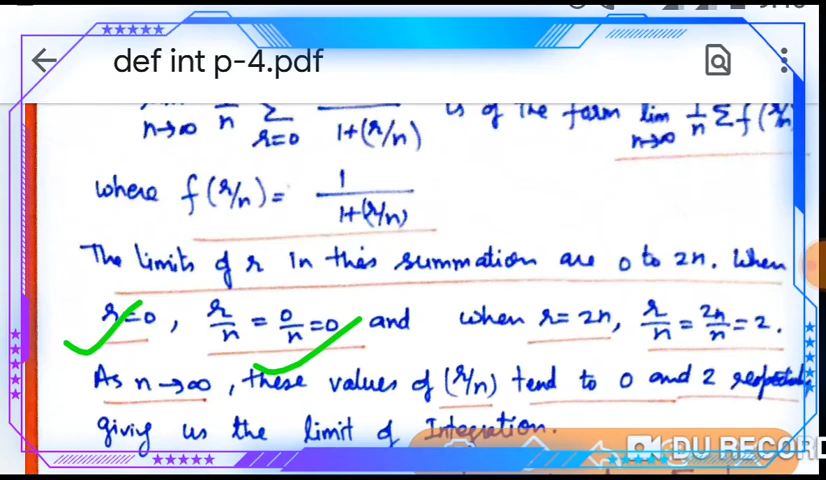 def int p-4.pdf
n→∞ n r=0 1+(r/n) is of the form lim n→∞ 1/n Σ f(r/n)
where f(r/n) = 1/1+(r/n)
The limits of r in this summation are 0 to 2n. When
r=0, r/n = 0/n = 0 and when r = 2n, r/n = 2n/n = 2.
As n→∞, these values of (r/n) tend to 0 and 2
giving us the limit of Integration.
DU RECORD